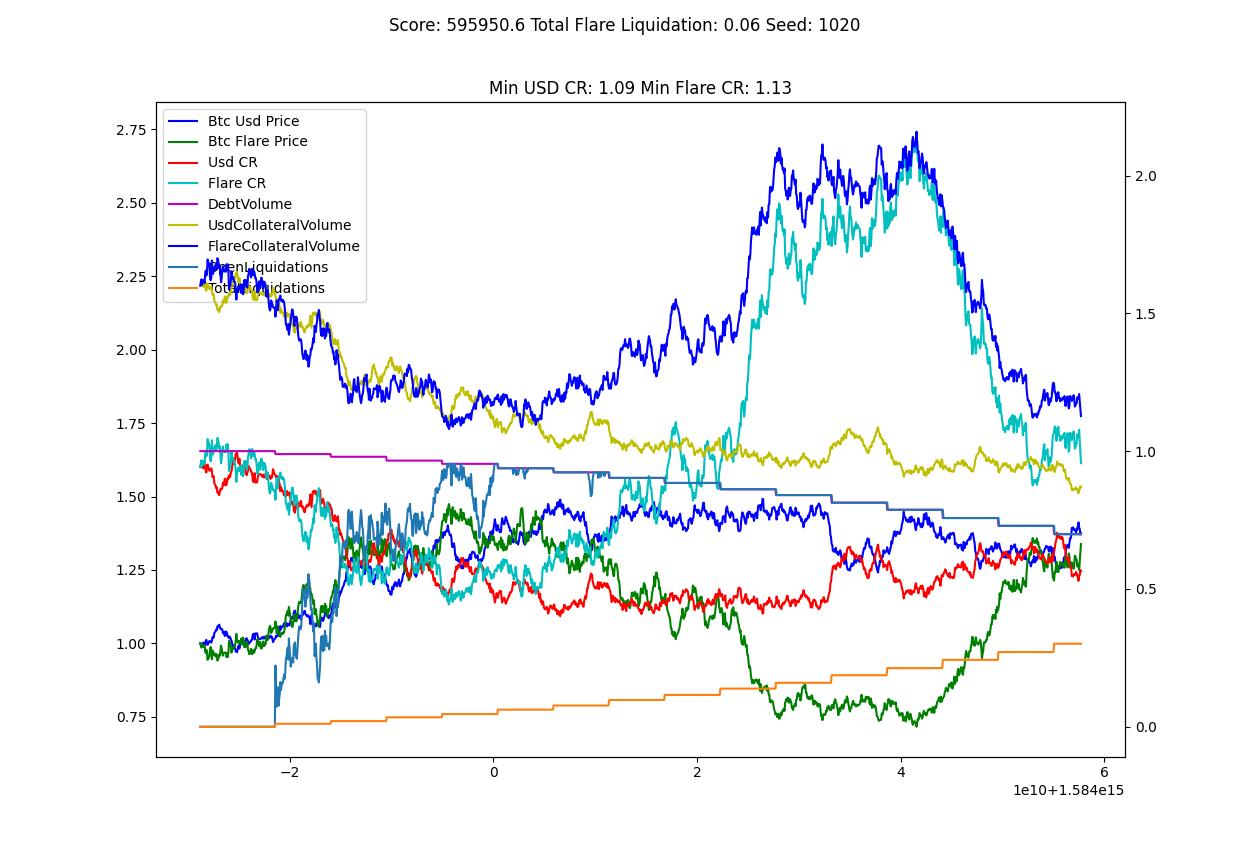 Score: 595950.6 Total Flare Liquidation: 0.06 Seed: 1020
Min USD CR: 1.09 Min Flare CR: 1.13
Btc Usd Price
Btc Flare Price
Usd CR
Flare CR
DebtVolume
UsdCollateralVolume
FlareCollateralVolume
OpenLiquidations
TotalLiquidations
2.75
2.50
2.25
2.00
1.75
1.50
1.25
1.00
0.75
2.0
1.5
1.0
0.5
0.0
−2
0
2
4
6
1e10+1.584e15